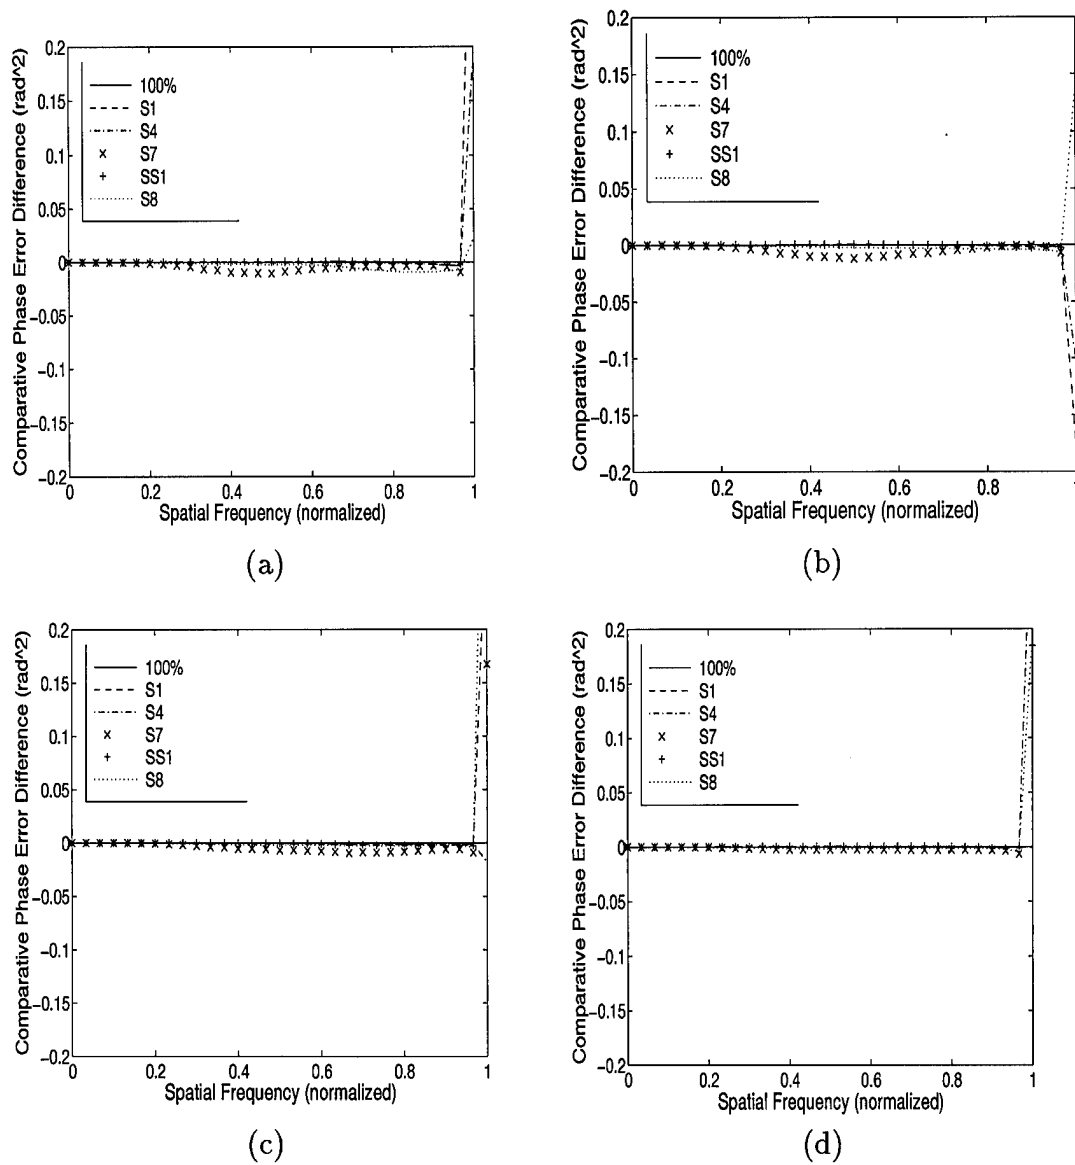 Comparative Phase Error Difference (rad^2)
0.2
0.15
0.1
0.05
0
-0.05
-0.1
-0.15
-0.2
100%
S1
S4
S7
SS1
S8
0 0.2 0.4 0.6 0.8 1
Spatial Frequency (normalized)
(a)
Comparative Phase Error Difference (rad^2)
0.2
0.15
0.1
0.05
0
-0.05
-0.1
-0.15
-0.2
100%
S1
S4
S7
SS1
S8
0 0.2 0.4 0.6 0.8 1
Spatial Frequency (normalized)
(b)
Comparative Phase Error Difference (rad^2)
0.2
0.15
0.1
0.05
0
-0.05
-0.1
-0.15
-0.2
100%
S1
S4
S7
SS1
S8
0 0.2 0.4 0.6 0.8 1
Spatial Frequency (normalized)
(c)
Comparative Phase Error Difference (rad^2)
0.2
0.15
0.1
0.05
0
-0.05
-0.1
-0.15
-0.2
100%
S1
S4
S7
SS1
S8
0 0.2 0.4 0.6 0.8 1
Spatial Frequency (normalized)
(d)